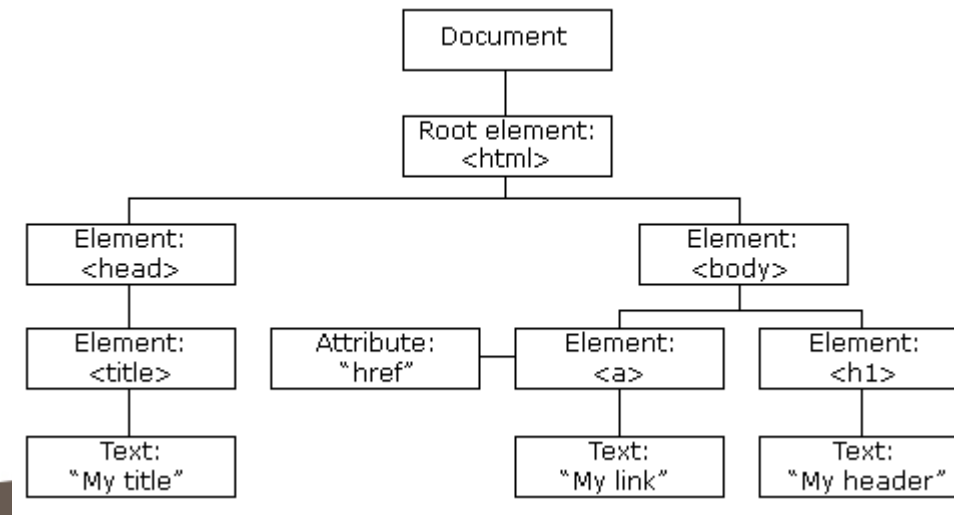 Document
Root element:
<html>
Element:
<head>
Element:
<body>
Element:
<title>
Attribute:
“href”
Element:
<a>
Element:
<h1>
Text:
“My title”
Text:
“My link”
Text:
“My header”